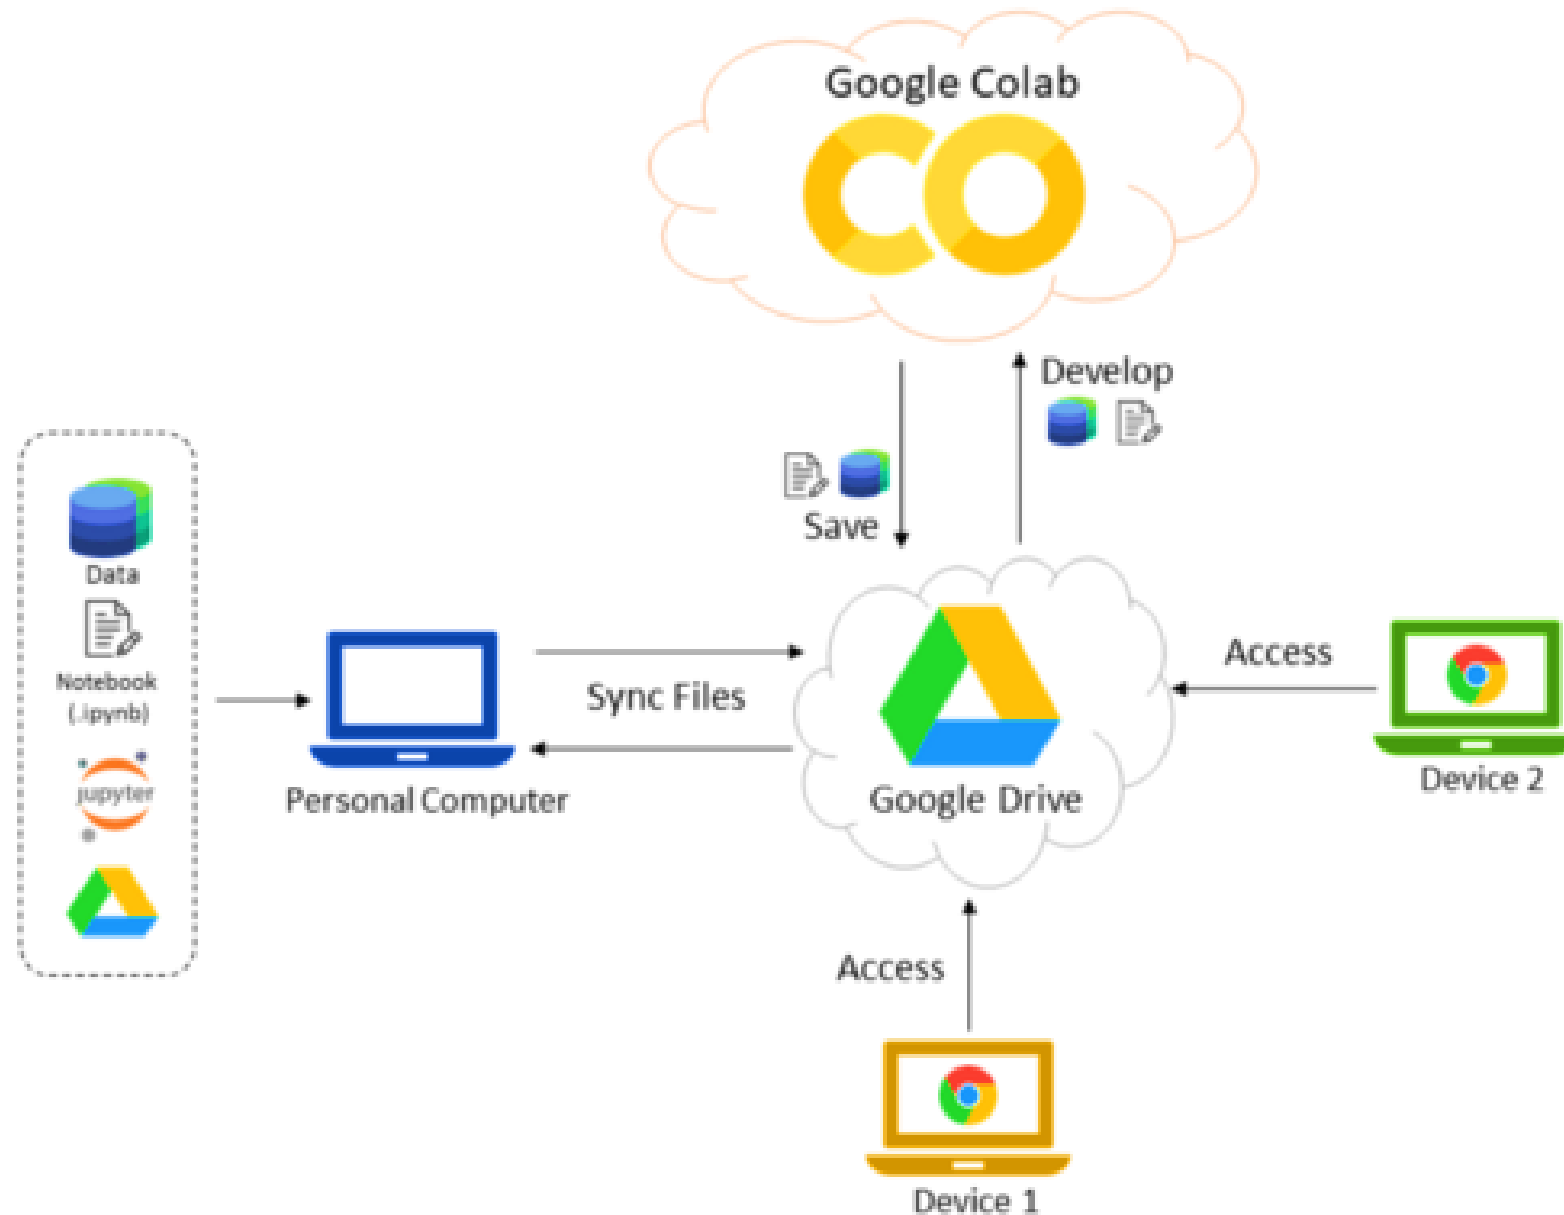 Google Colab
Develop
Save
Data
Notebook
(.ipynb)
jupyter
Sync Files
Access
Personal Computer
Google Drive
Device 2
Access
Device 1